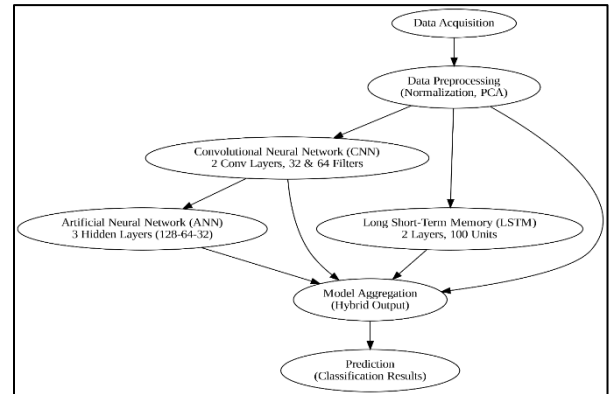 Data Acquisition
Data Preprocessing
(Normalization, PCA)
Convolutional Neural Network (CNN)
2 Conv Layers, 32 & 64 Filters
Artificial Neural Network (ANN)
3 Hidden Layers (128-64-32)
Long Short-Term Memory (LSTM)
2 Layers, 100 Units
Model Aggregation
(Hybrid Output)
Prediction
(Classification Results)